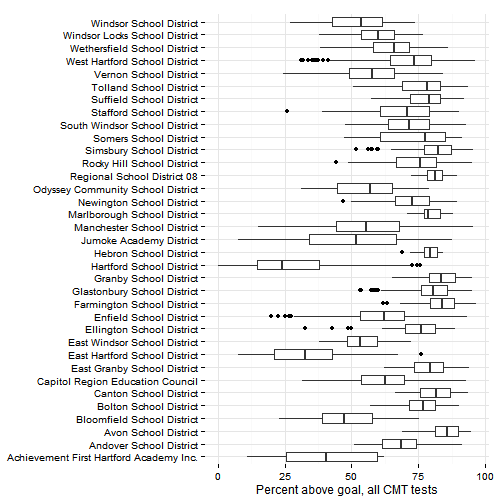 Windsor School District
Windsor Locks School District
Wethersfield School District
West Hartford School District
Vernon School District
Tolland School District
Suffield School District
Stafford School District
South Windsor School District
Somers School District
Simsbury School District
Rocky Hill School District
Regional School District 08
Odyssey Community School District
Newington School District
Marlborough School District
Manchester School District
Jumoke Academy District
Hebron School District
Hartford School District
Granby School District
Glastonbury School District
Farmington School District
Enfield School District
Ellington School District
East Windsor School District
East Hartford School District
East Granby School District
Capitol Region Education Council
Canton School District
Bolton School District
Bloomfield School District
Avon School District
Andover School District
Achievement First Hartford Academy Inc.
0 25 50 75 100
Percent above goal, all CMT tests